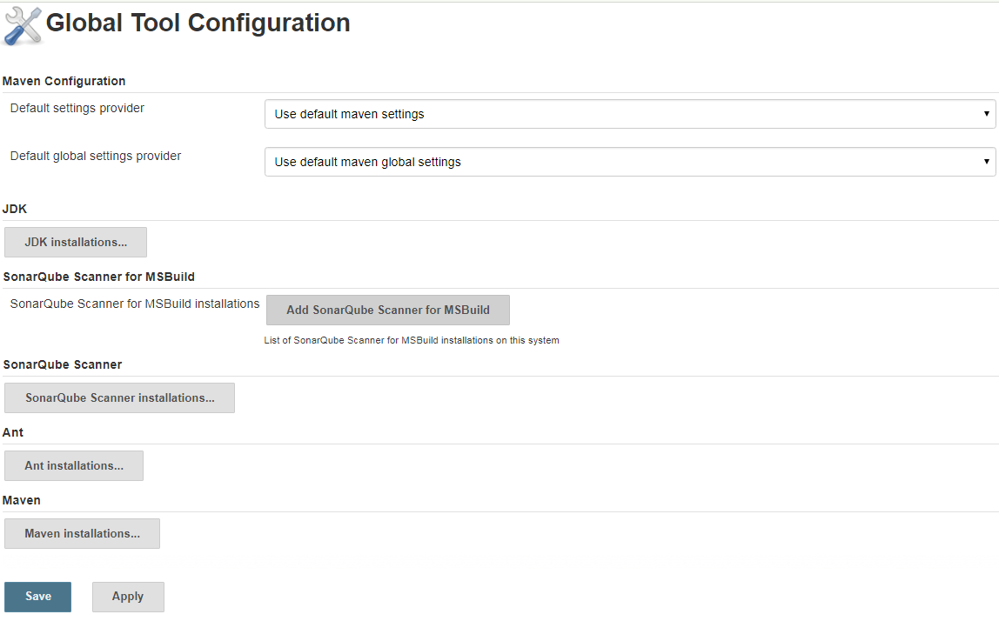 Global Tool Configuration
Maven Configuration
Default settings provider
Use default maven settings
Default global settings provider
Use default maven global settings
JDK
JDK installations...
SonarQube Scanner for MSBuild
SonarQube Scanner for MSBuild installations
Add SonarQube Scanner for MSBuild
List of SonarQube Scanner for MSBuild installations on this system
SonarQube Scanner
SonarQube Scanner installations...
Ant
Ant installations...
Maven
Maven installations...
Save
Apply